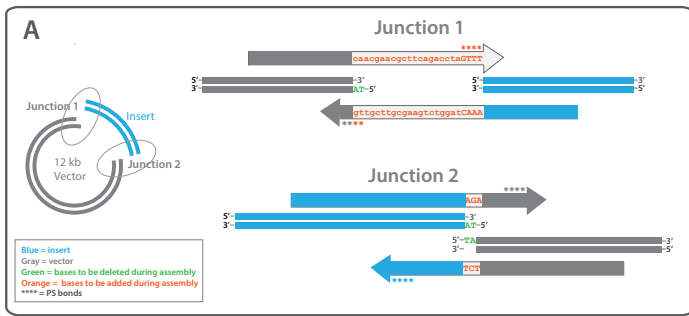 A
Junction 1
****
caacgaacgcttcagacctaGTTT
5’– –3’
3’– AT–5’
5’– –3’
3’– –5’
gttgcttgcgaagtctggatCAAA
****
Junction 1
Insert
12 kb
Vector
Junction 2
Junction 2
****
AGA
5’– –3’
3’– AT–5’
5’–TA –3’
3’– –5’
TCT
****
Blue = insert
Gray = vector
Green = bases to be deleted during assembly
Orange = bases to be added during assembly
**** = PS bonds